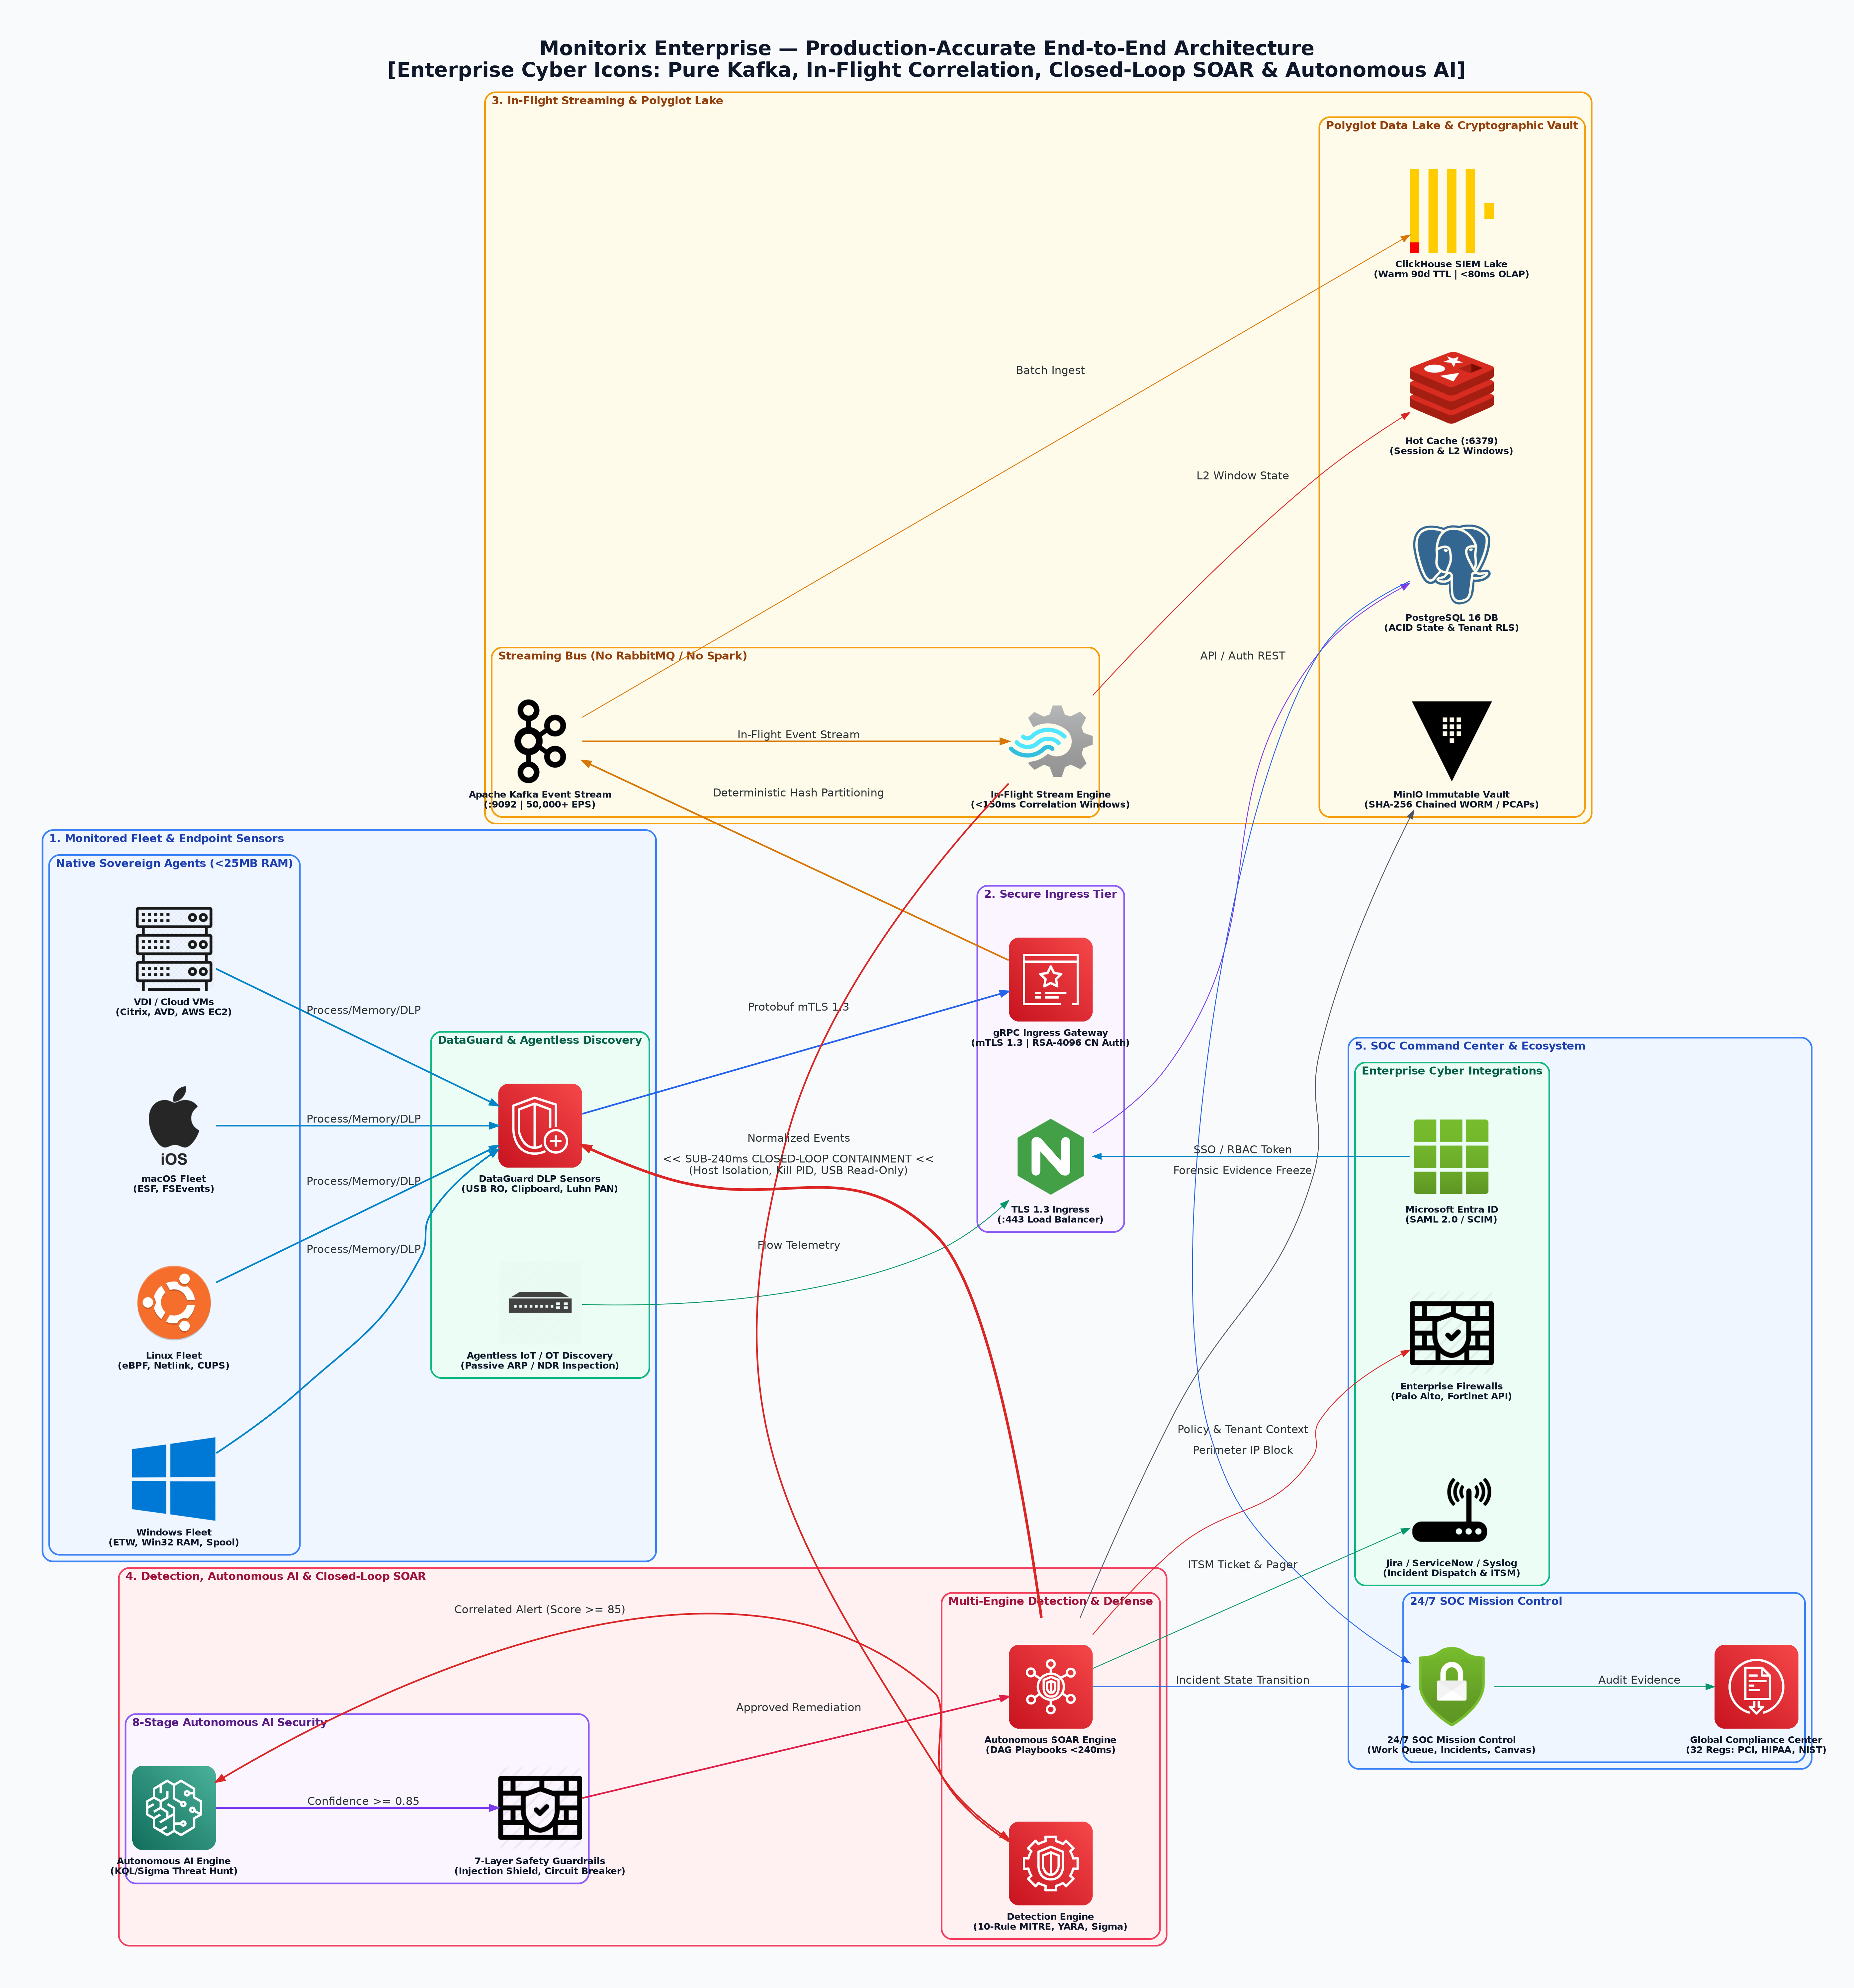 Monitorix Enterprise — Production-Accurate End-to-End Architecture
[Enterprise Cyber Icons: Pure Kafka, In-Flight Correlation, Closed-Loop SOAR & Autonomous AI]
3. In-Flight Streaming & Polyglot Lake
Polyglot Data Lake & Cryptographic Vault
ClickHouse SIEM Lake
(Warm 90d TTL | <80ms OLAP)
Batch Ingest
Hot Cache (:6379)
(Session & L2 Windows)
L2 Window State
PostgreSQL 16 DB
(ACID State & Tenant RLS)
API / Auth REST
Streaming Bus (No RabbitMQ / No Spark)
In-Flight Event Stream
Deterministic Hash Partitioning
Apache Kafka Event Stream
(:9092 | 50,000+ EPS)
In-Flight Stream Engine
(<150ms Correlation Windows)
MinIO Immutable Vault
(SHA-256 Chained WORM / PCAPs)
1. Monitored Fleet & Endpoint Sensors
Native Sovereign Agents (<25MB RAM)
VDI / Cloud VMs
(Citrix, AVD, AWS EC2)
Process/Memory/DLP
iOS
macOS Fleet
(ESF, FSEvents)
Process/Memory/DLP
Process/Memory/DLP
Process/Memory/DLP
Linux Fleet
(eBPF, Netlink, CUPS)
Windows Fleet
(ETW, Win32 RAM, Spool)
DataGuard & Agentless Discovery
DataGuard DLP Sensors
(USB RO, Clipboard, Luhn PAN)
Agentless IoT / OT Discovery
(Passive ARP / NDR Inspection)
Protobuf mTLS 1.3
Normalized Events
<< SUB-240ms CLOSED-LOOP CONTAINMENT <<
(Host Isolation, Kill PID, USB Read-Only)
Flow Telemetry
2. Secure Ingress Tier
gRPC Ingress Gateway
(mTLS 1.3 | RSA-4096 CN Auth)
N
TLS 1.3 Ingress
(:443 Load Balancer)
SSO / RBAC Token
Forensic Evidence Freeze
5. SOC Command Center & Ecosystem
Enterprise Cyber Integrations
Microsoft Entra ID
(SAML 2.0 / SCIM)
Enterprise Firewalls
(Palo Alto, Fortinet API)
Policy & Tenant Context
Perimeter IP Block
Jira / ServiceNow / Syslog
(Incident Dispatch & ITSM)
ITSM Ticket & Pager
4. Detection, Autonomous AI & Closed-Loop SOAR
Correlated Alert (Score >= 85)
Multi-Engine Detection & Defense
Autonomous SOAR Engine
(DAG Playbooks <240ms)
Incident State Transition
24/7 SOC Mission Control
24/7 SOC Mission Control
(Work Queue, Incidents, Canvas)
Audit Evidence
Global Compliance Center
(32 Regs: PCI, HIPAA, NIST)
8-Stage Autonomous AI Security
Approved Remediation
Confidence >= 0.85
Autonomous AI Engine
(KQL/Sigma Threat Hunt)
7-Layer Safety Guardrails
(Injection Shield, Circuit Breaker)
Detection Engine
(10-Rule MITRE, YARA, Sigma)